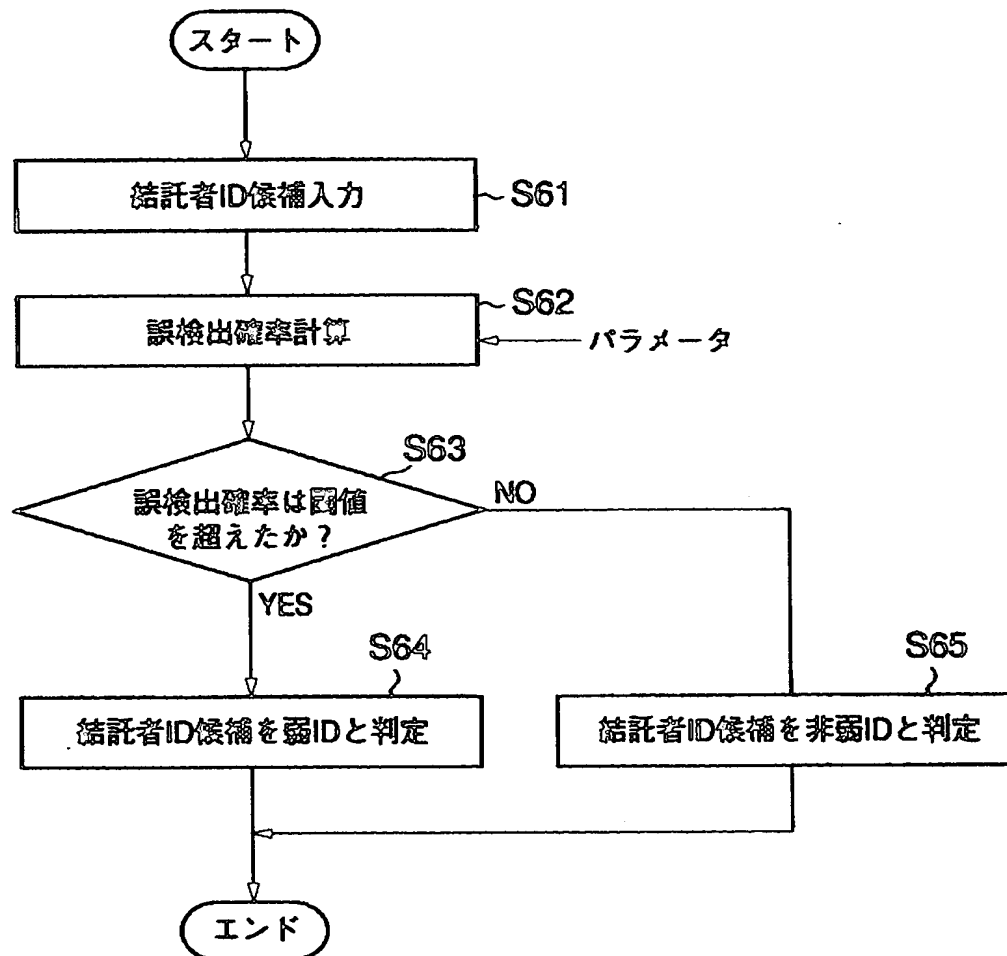 スタート
結託者ID候補入力
S61
S62
誤検出確率計算
パラメータ
S63
誤検出確率は閾値
を超えたか？
NO
YES
S64
S65
結託者ID候補を弱IDと判定
結託者ID候補を非弱IDと判定
エンド